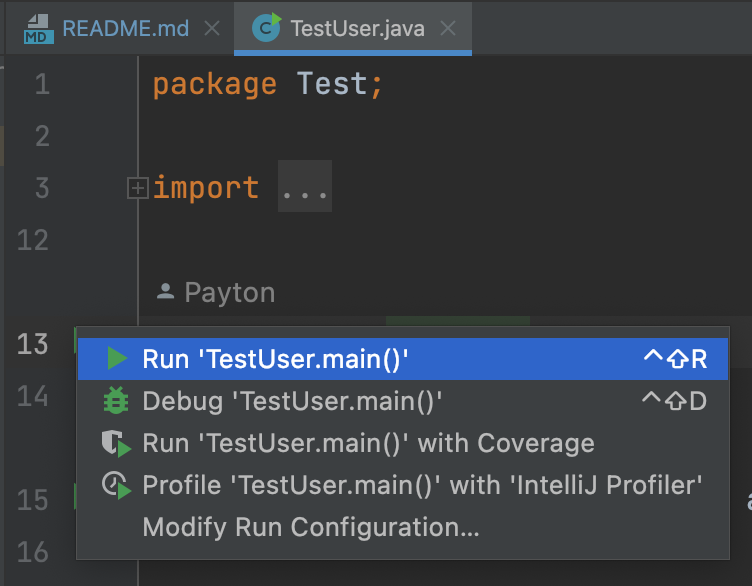 MD README.md C TestUser.java
1 package Test;
2
3 import ...
12
Payton
13
Run 'TestUser.main()' ^⇧R
14
Debug 'TestUser.main()' ^⇧D
Run 'TestUser.main()' with Coverage
Profile 'TestUser.main()' with 'IntelliJ Profiler'
15
Modify Run Configuration...
16